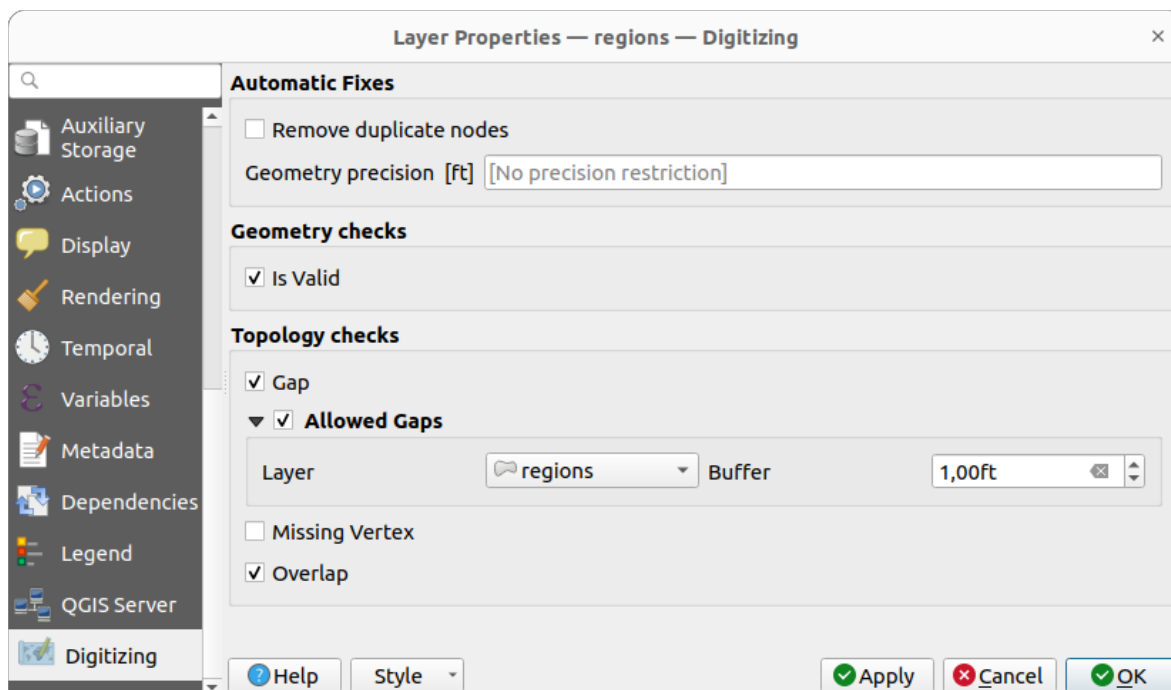 Layer Properties — regions — Digitizing
Auxiliary
Storage
Actions
Display
Rendering
Temporal
Variables
Metadata
Dependencies
Legend
QGIS Server
Digitizing
Automatic Fixes
Remove duplicate nodes
Geometry precision [ft] [No precision restriction]
Geometry checks
Is Valid
Topology checks
Gap
Allowed Gaps
Layer regions Buffer 1,00ft
Missing Vertex
Overlap
Help Style Apply Cancel OK